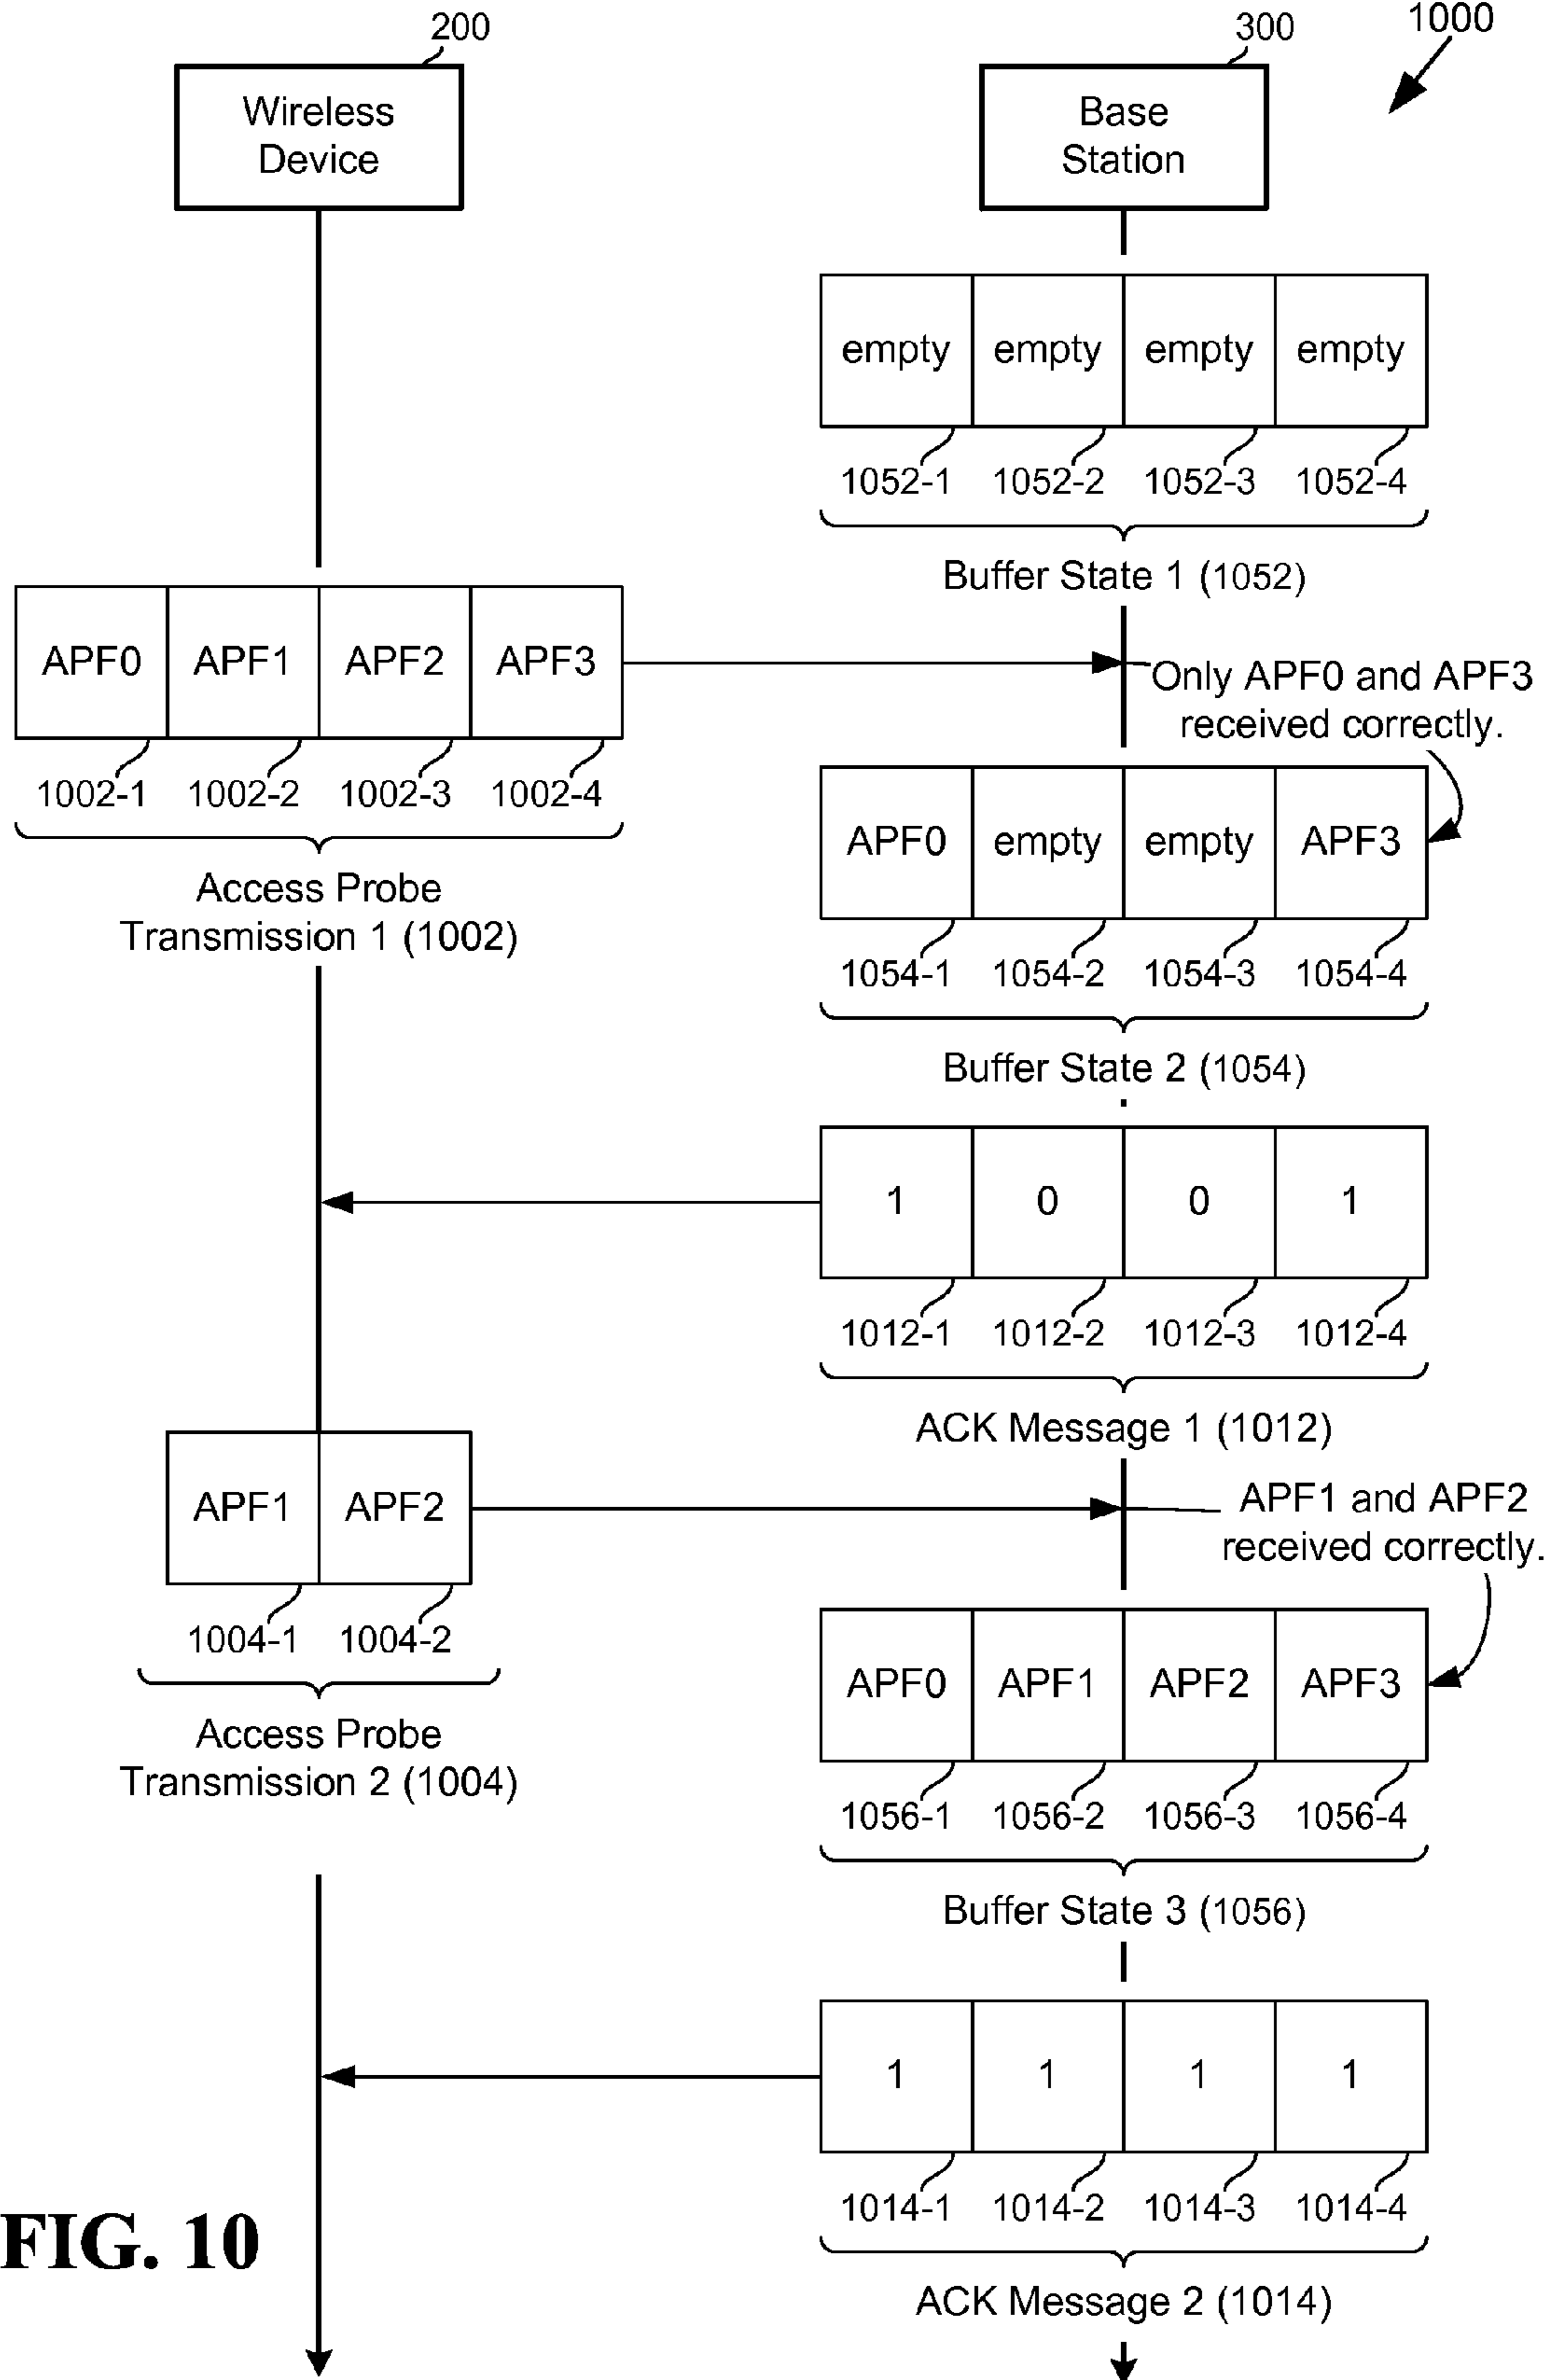 200
300
1000
Wireless
Device
Base
Station
empty empty empty empty
1052-1 1052-2 1052-3 1052-4
Buffer State 1 (1052)
APF0 APF1 APF2 APF3
1002-1 1002-2 1002-3 1002-4
Access Probe
Transmission 1 (1002)
Only APF0 and APF3
received correctly.
APF0 empty empty APF3
1054-1 1054-2 1054-3 1054-4
Buffer State 2 (1054)
1 0 0 1
1012-1 1012-2 1012-3 1012-4
ACK Message 1 (1012)
APF1 APF2
1004-1 1004-2
Access Probe
Transmission 2 (1004)
APF1 and APF2
received correctly.
APF0 APF1 APF2 APF3
1056-1 1056-2 1056-3 1056-4
Buffer State 3 (1056)
1 1 1 1
1014-1 1014-2 1014-3 1014-4
ACK Message 2 (1014)
FIG. 10